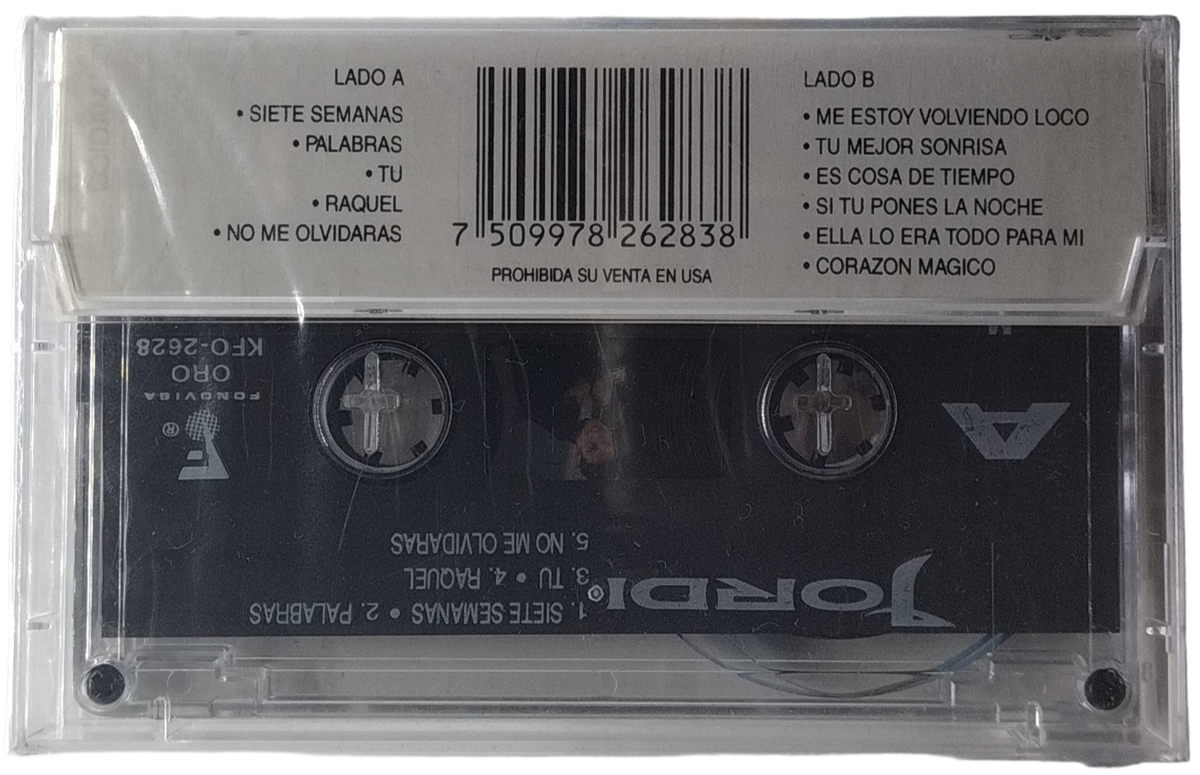 LADO A
• SIETE SEMANAS
• PALABRAS
• TU
• RAQUEL
• NO ME OLVIDARAS
7 509978 262838
PROHIBIDA SU VENTA EN USA
LADO B
• ME ESTOY VOLVIENDO LOCO
• TU MEJOR SONRISA
• ES COSA DE TIEMPO
• SI TU PONES LA NOCHE
• ELLA LO ERA TODO PARA MI
• CORAZON MAGICO
JORDI
1. SIETE SEMANAS • 2. PALABRAS
3. TU • 4. RAQUEL
5. NO ME OLVIDARAS
A
F ®
FONOVISA
ORO
KFO-2628